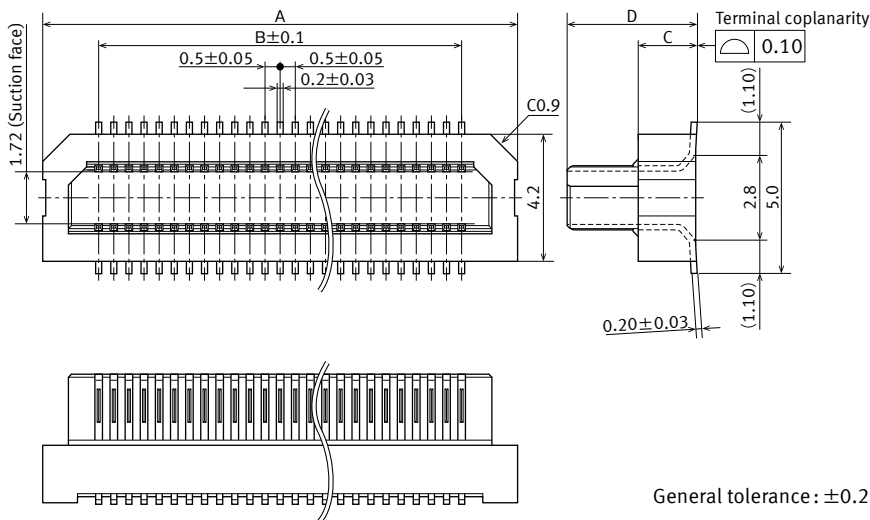 A
B±0.1
0.5±0.05
0.5±0.05
0.2±0.03
1.72 (Suction face)
C0.9
4.2
D
C
Terminal coplanarity
0.10
(1.10)
2.8
5.0
(1.10)
0.20±0.03
General tolerance: ±0.2